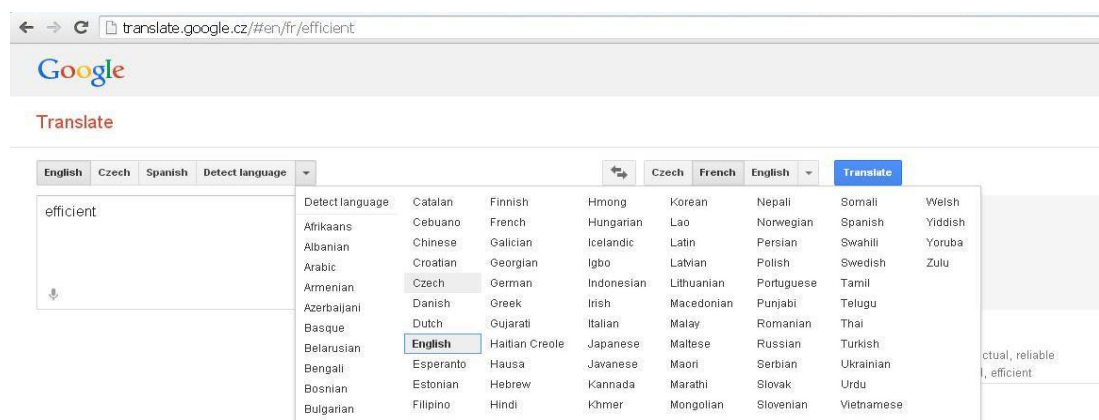 translate.google.cz/#en/fr/efficient
Google
Translate
English Czech Spanish Detect language
Czech French English Translate
efficient
Detect language Catalan Finnish Hmong Korean Nepali Somali Welsh
Afrikaans Cebuano French Hungarian Lao Norwegian Spanish Yiddish
Albanian Chinese Galician Icelandic Latin Persian Swahili Yoruba
Arabic Croatian Georgian Igbo Latvian Polish Swedish Zulu
Armenian Czech German Indonesian Lithuanian Portuguese Tamil
Azerbaijani Danish Greek Irish Macedonian Punjabi Telugu
Basque Dutch Gujarati Italian Malay Romanian Thai
Belarusian English Haitian Creole Japanese Maltese Russian Turkish
Bengali Esperanto Hausa Javanese Maori Serbian Ukrainian
Bosnian Estonian Hebrew Kannada Marathi Slovak Urdu
Bulgarian Filipino Hindi Khmer Mongolian Slovenian Vietnamese
ctual, reliable
, efficient